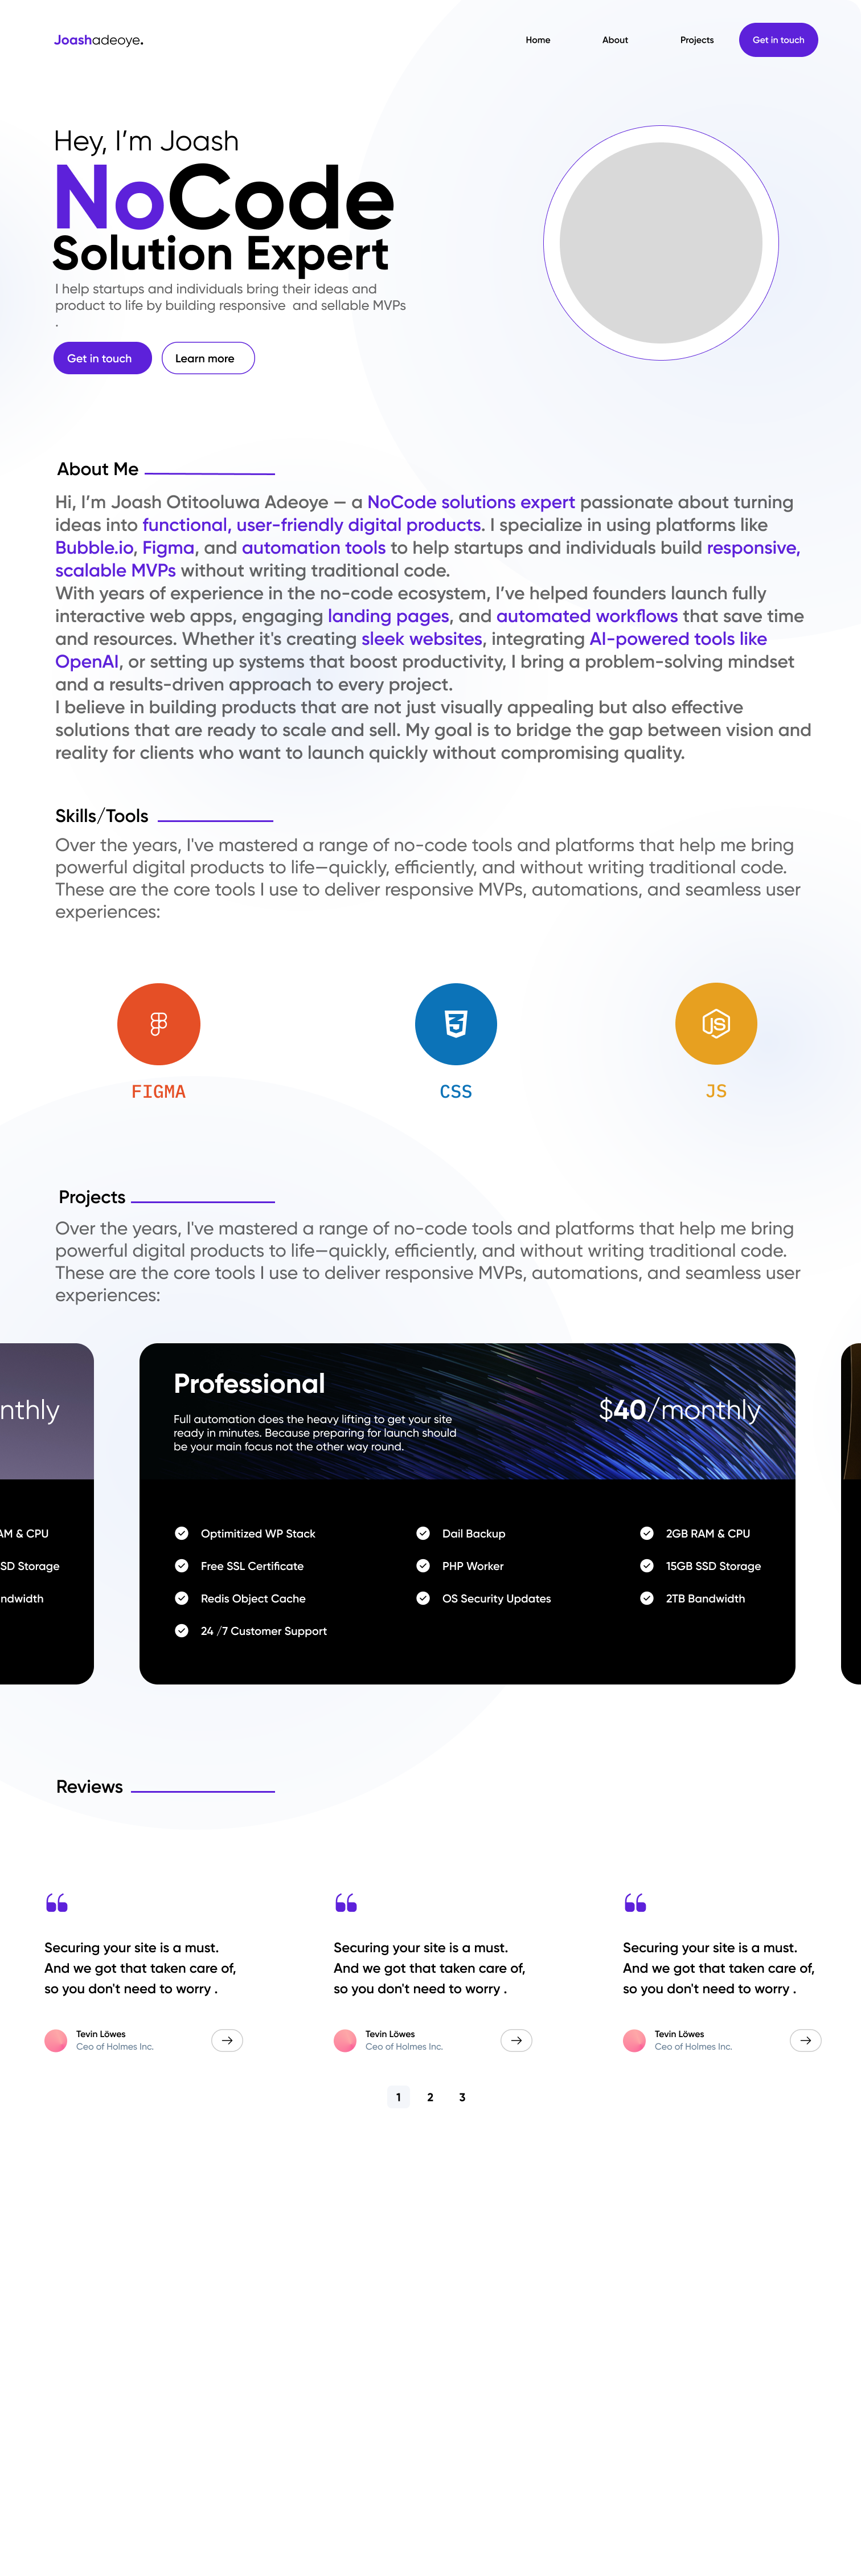 Joashadeoye.
Home About Projects Get in touch
Hey, I’m Joash
NoCode
Solution Expert
I help startups and individuals bring their ideas and
product to life by building responsive  and sellable MVPs
.
Get in touch Learn more
About Me
Hi, I’m Joash Otitooluwa Adeoye — a NoCode solutions expert passionate about turning
ideas into functional, user-friendly digital products. I specialize in using platforms like
Bubble.io, Figma, and automation tools to help startups and individuals build responsive,
scalable MVPs without writing traditional code.
With years of experience in the no-code ecosystem, I’ve helped founders launch fully
interactive web apps, engaging landing pages, and automated workflows that save time
and resources. Whether it's creating sleek websites, integrating AI-powered tools like
OpenAI, or setting up systems that boost productivity, I bring a problem-solving mindset
and a results-driven approach to every project.
I believe in building products that are not just visually appealing but also effective
solutions that are ready to scale and sell. My goal is to bridge the gap between vision and
reality for clients who want to launch quickly without compromising quality.
Skills/Tools
Over the years, I've mastered a range of no-code tools and platforms that help me bring
powerful digital products to life—quickly, efficiently, and without writing traditional code.
These are the core tools I use to deliver responsive MVPs, automations, and seamless user
experiences:
JS
FIGMA CSS JS
Projects
Over the years, I've mastered a range of no-code tools and platforms that help me bring
powerful digital products to life—quickly, efficiently, and without writing traditional code.
These are the core tools I use to deliver responsive MVPs, automations, and seamless user
experiences:
nthly
AM & CPU
SD Storage
ndwidth
Professional
Full automation does the heavy lifting to get your site
ready in minutes. Because preparing for launch should
be your main focus not the other way round.
$40/monthly
Optimitized WP Stack Dail Backup 2GB RAM & CPU
Free SSL Certificate PHP Worker 15GB SSD Storage
Redis Object Cache OS Security Updates 2TB Bandwidth
24 /7 Customer Support
Reviews
Securing your site is a must.
And we got that taken care of,
so you don't need to worry .
Tevin Löwes
Ceo of Holmes Inc.
Securing your site is a must.
And we got that taken care of,
so you don't need to worry .
Tevin Löwes
Ceo of Holmes Inc.
Securing your site is a must.
And we got that taken care of,
so you don't need to worry .
Tevin Löwes
Ceo of Holmes Inc.
1 2 3